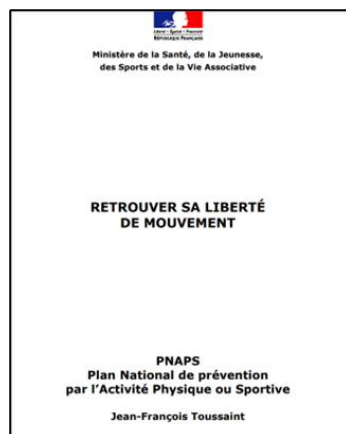 Liberté • Égalité • Fraternité
RÉPUBLIQUE FRANÇAISE
Ministère de la Santé, de la Jeunesse,
des Sports et de la Vie Associative
RETROUVER SA LIBERTÉ
DE MOUVEMENT
PNAPS
Plan National de prévention
par l'Activité Physique ou Sportive
Jean-François Toussaint